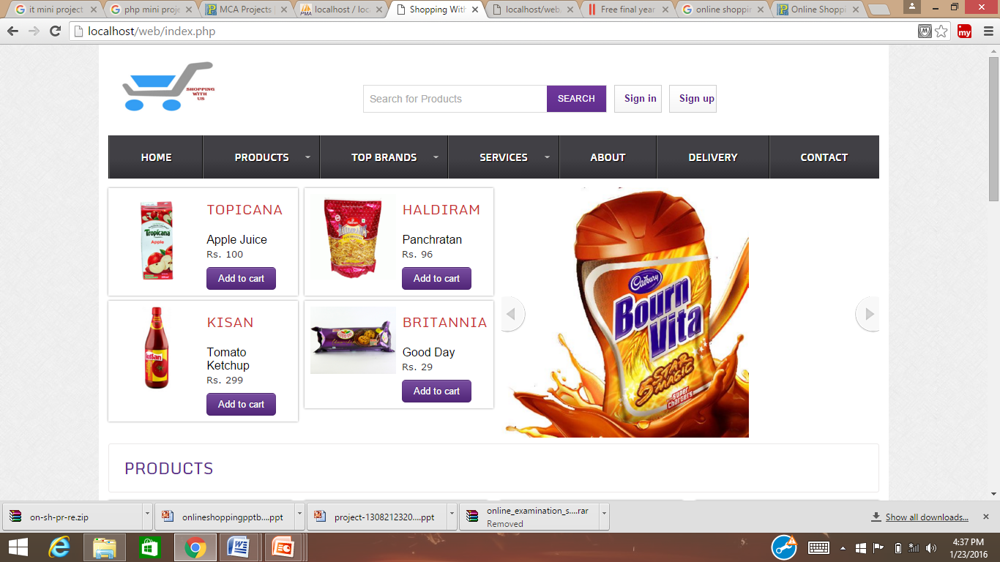 it mini project
php mini proje
MCA Projects
localhost / loc
Shopping With
localhost/web/
Free final year
online shoppin
Online Shoppi
localhost/web/index.php
my
SHOPPING
WITH
US
Search for Products
SEARCH
Sign in
Sign up
HOME
PRODUCTS
TOP BRANDS
SERVICES
ABOUT
DELIVERY
CONTACT
Tropicana
Apple
TOPICANA
Apple Juice
Rs. 100
Add to cart
HALDIRAM
Panchratan
Rs. 96
Add to cart
Kissan
KISAN
Tomato
Ketchup
Rs. 299
Add to cart
BRITANNIA
Good Day
Rs. 29
Add to cart
Cadbury
Bourn
Vita
5 STAR
MAGIC
Super
Chargers
PRODUCTS
on-sh-pr-re.zip
onlineshoppingpptb....ppt
project-1308212320....ppt
online_examination_s....rar
Removed
Show all downloads...
4:37 PM
1/23/2016